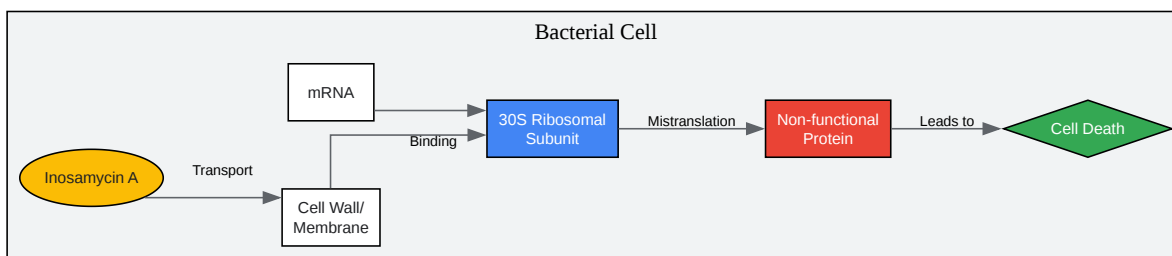 Bacterial Cell
mRNA
Binding
30S Ribosomal
Subunit
Mistranslation
Non-functional
Protein
Leads to
Cell Death
Inosamycin A
Transport
Cell Wall/
Membrane